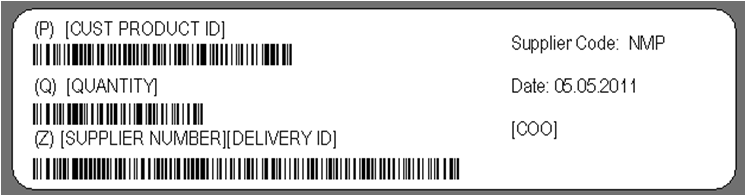 (P) [CUST PRODUCT ID]
(Q) [QUANTITY]
(Z) [SUPPLIER NUMBER][DELIVERY ID]
Supplier Code: NMP
Date: 05.05.2011
[COO]